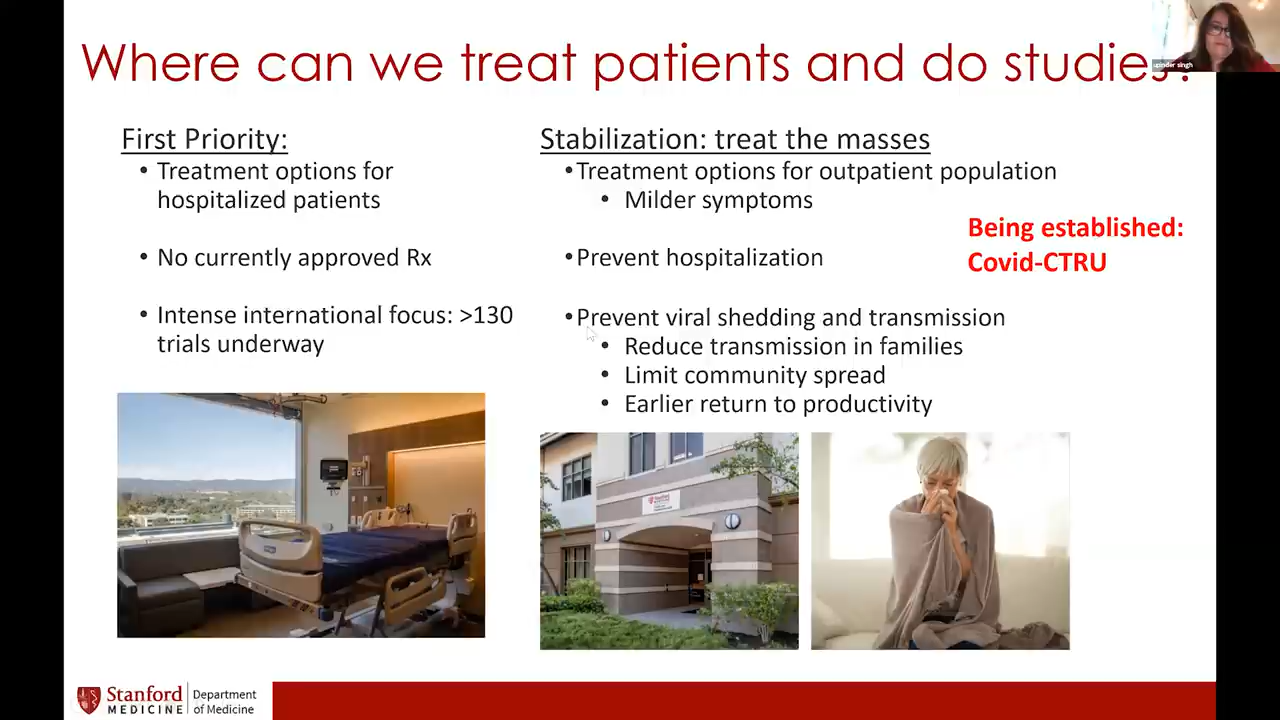 Where can we treat patients and do studies?
upinder singh
First Priority:
• Treatment options for
hospitalized patients
• No currently approved Rx
• Intense international focus: >130
trials underway
Stabilization: treat the masses
•Treatment options for outpatient population
• Milder symptoms
•Prevent hospitalization
•Prevent viral shedding and transmission
• Reduce transmission in families
• Limit community spread
• Earlier return to productivity
Being established:
Covid-CTRU
Stanford
Stanford
MEDICINE
Department
of Medicine